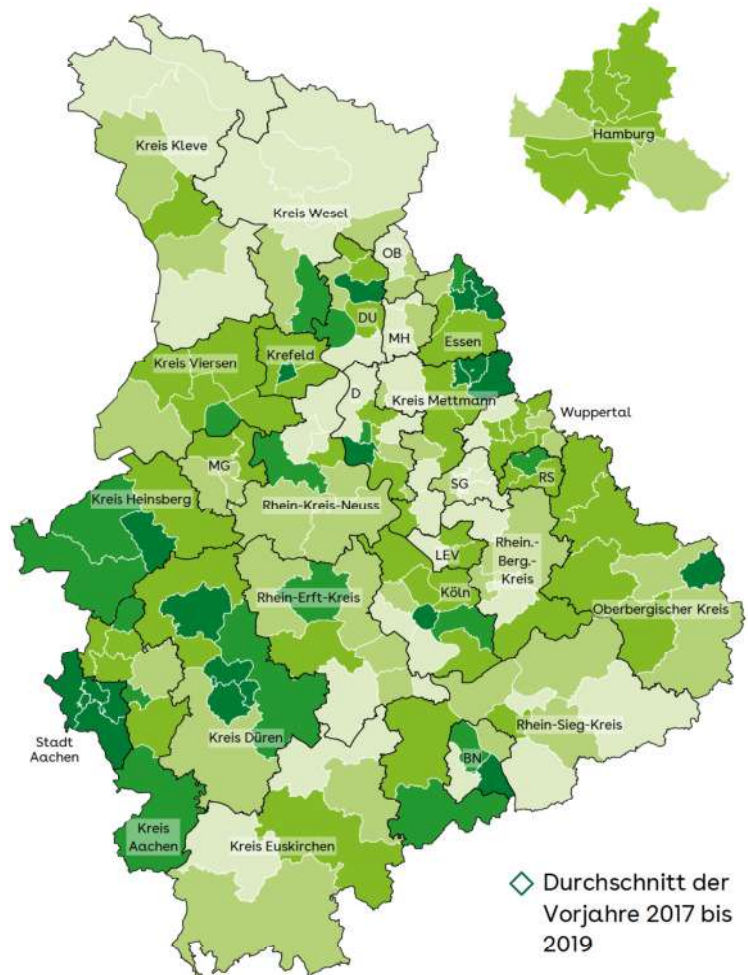 Hamburg
Kreis Kleve
Kreis Wesel
OB
DU
MH
Essen
Kreis Viersen
Krefeld
D
Kreis Mettmann
Wuppertal
MG
SG
RS
Kreis Heinsberg
Rhein-Kreis-Neuss
LEV
Rhein.-
Berg.-
Kreis
Rhein-Erft-Kreis
Köln
Oberbergischer Kreis
Stadt
Aachen
Kreis Düren
BN
Rhein-Sieg-Kreis
Kreis
Aachen
Kreis Euskirchen
Durchschnitt der
Vorjahre 2017 bis
2019